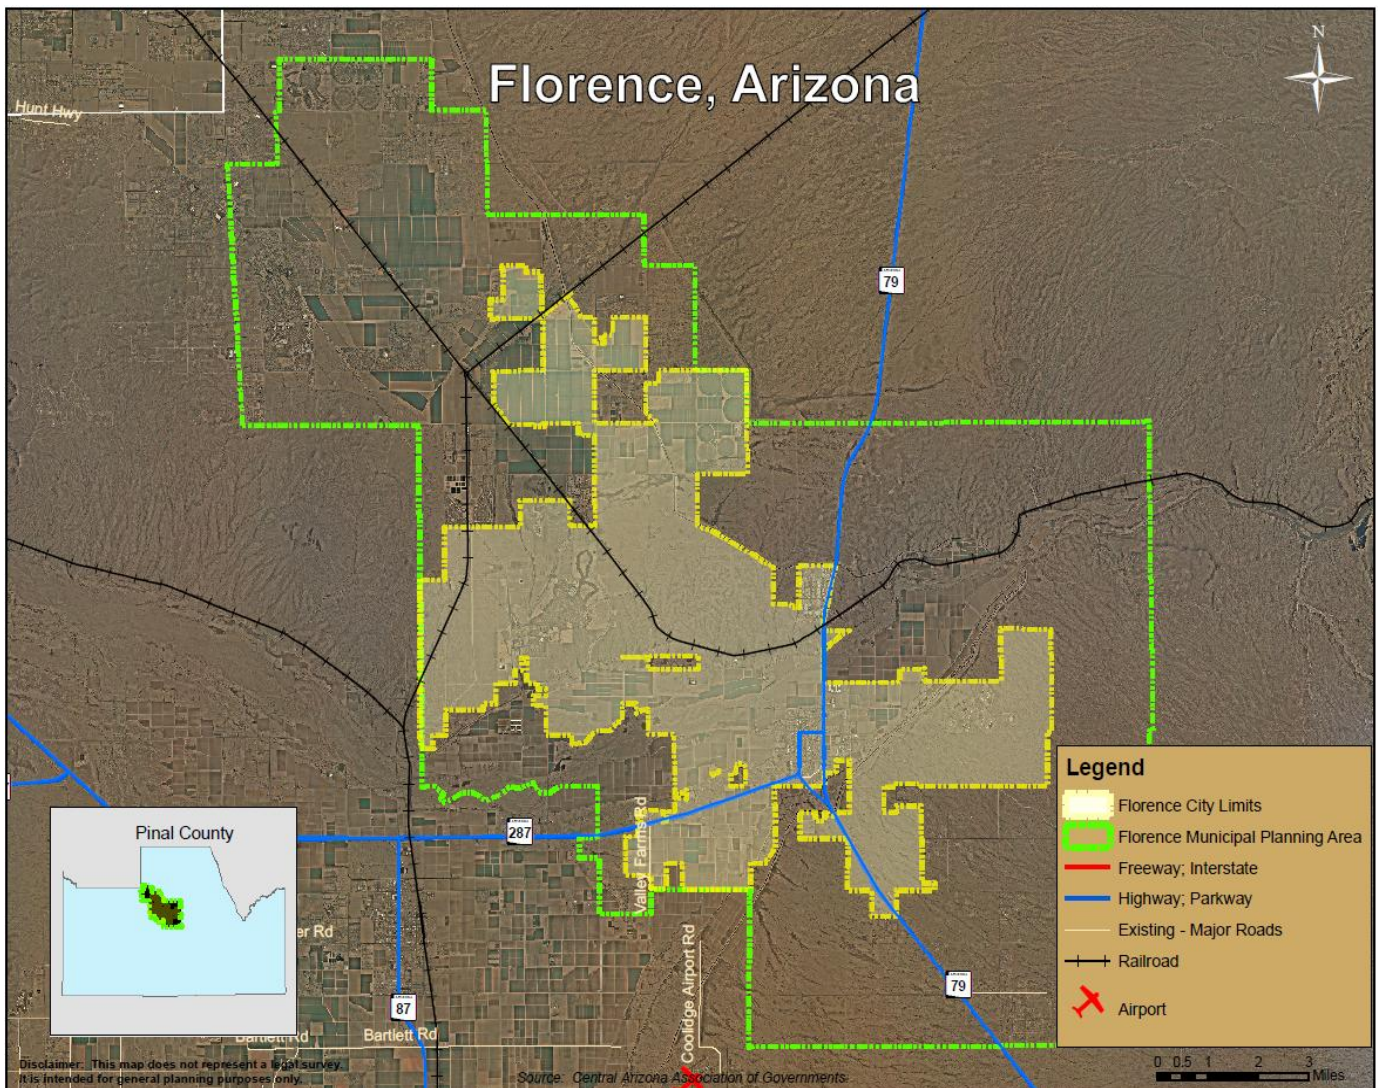 Florence, Arizona
N
Hunt Hwy
79
287
Valley Farms Rd
Coolidge Airport Rd
79
87
er Rd
Bartlett Rd
Bartlett Rd
Pinal County
Legend
Florence City Limits
Florence Municipal Planning Area
Freeway; Interstate
Highway; Parkway
Existing - Major Roads
Railroad
Airport
0 0.5 1 2 3
Miles
Disclaimer: This map does not represent a legal survey.
It is intended for general planning purposes only.
Source: Central Arizona Association of Governments